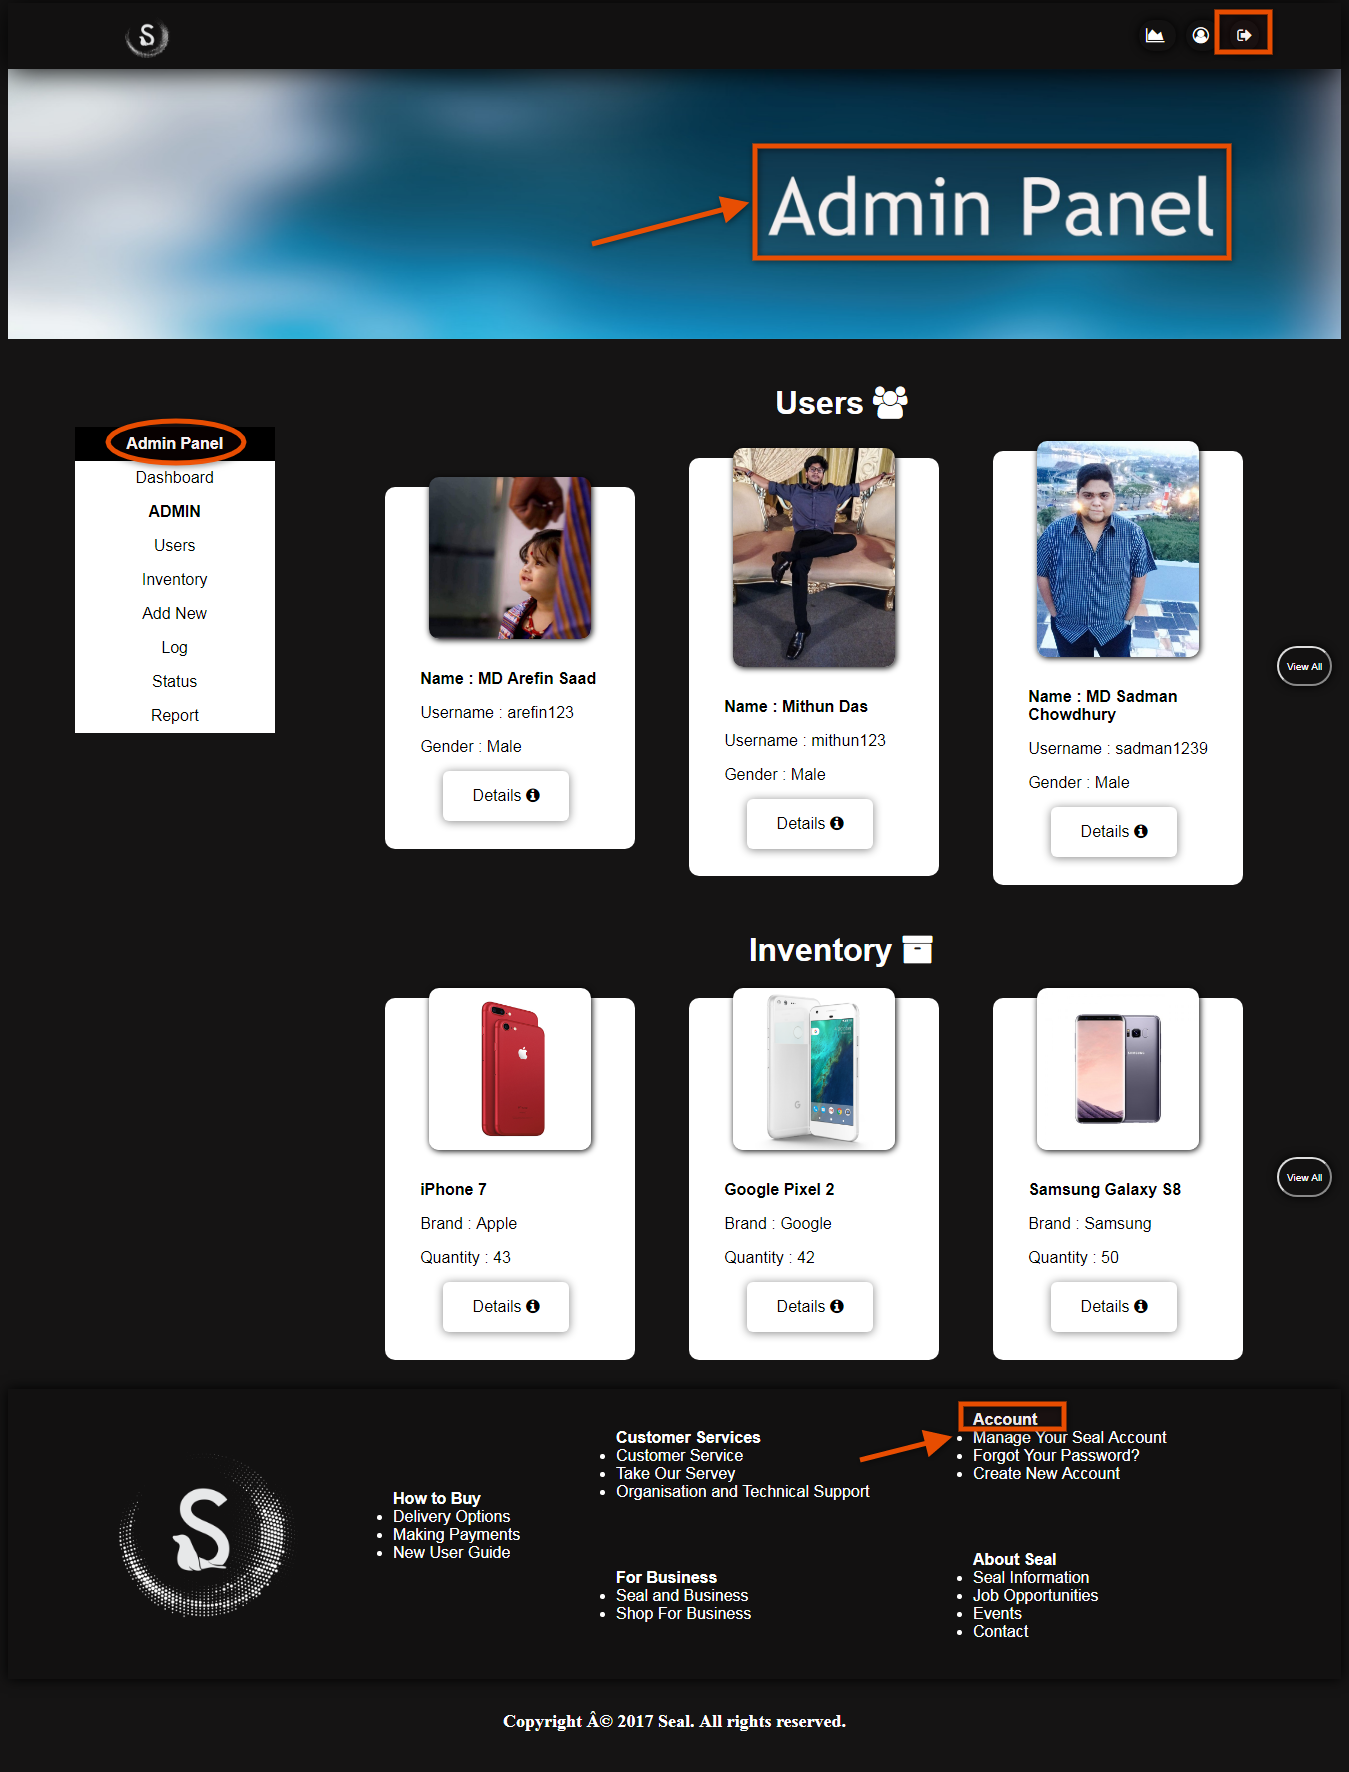 S
Admin Panel
Users
Admin Panel
Dashboard
ADMIN
Users
Inventory
Add New
Log
Status
Report
Name : MD Arefin Saad
Username : arefin123
Gender : Male
Details
Name : Mithun Das
Username : mithun123
Gender : Male
Details
Name : MD Sadman
Chowdhury
Username : sadman1239
Gender : Male
Details
View All
Inventory
iPhone 7
Brand : Apple
Quantity : 43
Details
Google Pixel 2
Brand : Google
Quantity : 42
Details
Samsung Galaxy S8
Brand : Samsung
Quantity : 50
Details
View All
S
How to Buy
Delivery Options
Making Payments
New User Guide
Customer Services
Customer Service
Take Our Servey
Organisation and Technical Support
For Business
Seal and Business
Shop For Business
Account
Manage Your Seal Account
Forgot Your Password?
Create New Account
About Seal
Seal Information
Job Opportunities
Events
Contact
Copyright Â© 2017 Seal. All rights reserved.